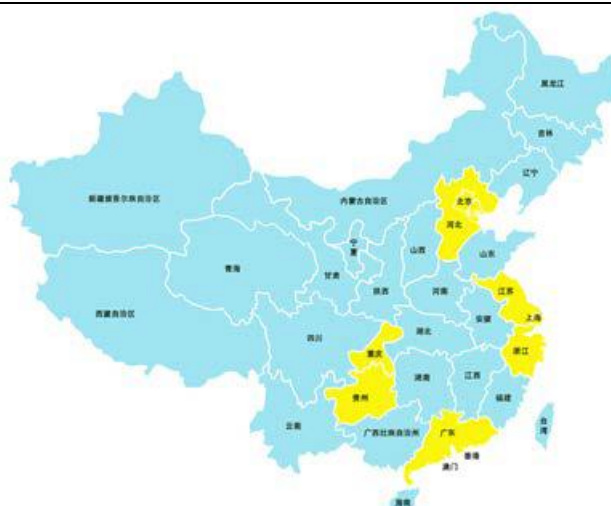 黑龙江
吉林
辽宁
北京
新疆维吾尔族自治区
内蒙古自治区
河北
宁夏
山西
山东
青海
甘肃
陕西
河南
江苏
西藏自治区
上海
安徽
湖北
四川
浙江
重庆
湖南
江西
贵州
福建
云南
广西壮族自治州
广东
台湾
香港
澳门
海南